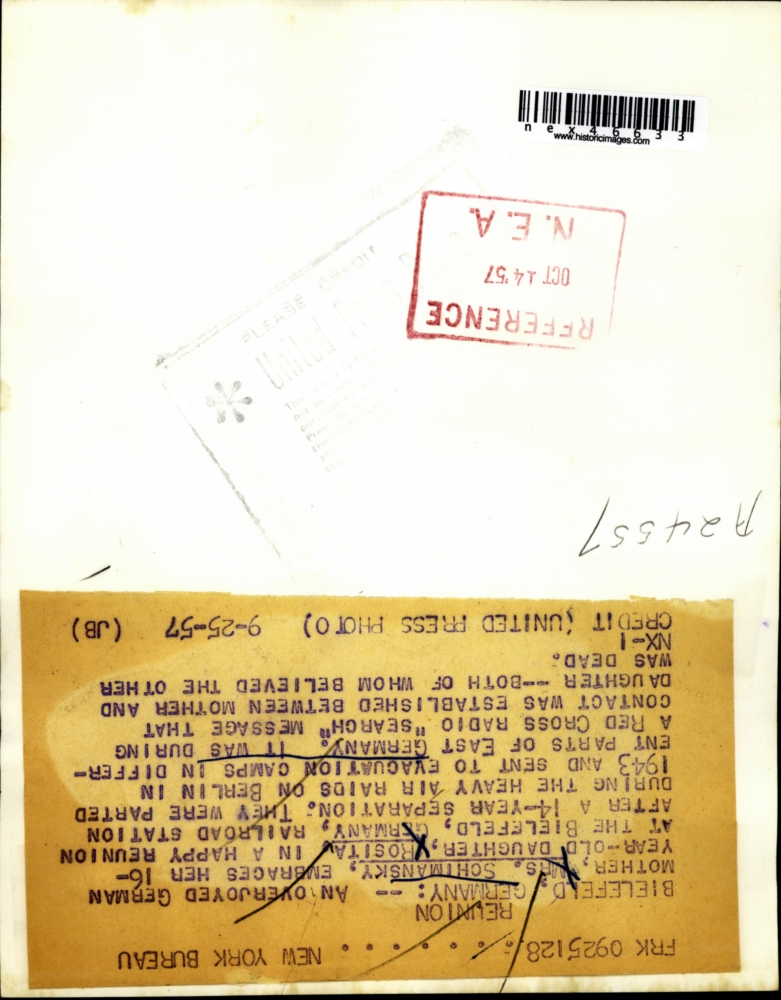 nex46633
www.historicimages.com
N. E. A.
OCT 14 '57
REFERENCE
PLEASE CREDIT
United Press
A24557
FRK 0925128. . . . . . . . NEW YORK BUREAU
REUNION
BIELEFELD, GERMANY: -- AN OVERJOYED GERMAN
MOTHER, MRS. SCHIMANSKY, EMBRACES HER 16-
YEAR-OLD DAUGHTER, ROSITA, IN A HAPPY REUNION
AT THE BIELEFELD, GERMANY, RAILROAD STATION
AFTER A 14-YEAR SEPARATION. THEY WERE PARTED
DURING THE HEAVY AIR RAIDS ON BERLIN IN
1943 AND SENT TO EVACUATION CAMPS IN DIFFER-
ENT PARTS OF EAST GERMANY. IT WAS DURING
A RED CROSS RADIO "SEARCH" MESSAGE THAT
CONTACT WAS ESTABLISHED BETWEEN MOTHER AND
DAUGHTER --BOTH OF WHOM BELIEVED THE OTHER
WAS DEAD.
NX-1
CREDIT (UNITED PRESS PHOTO) 9-25-57 (JB)